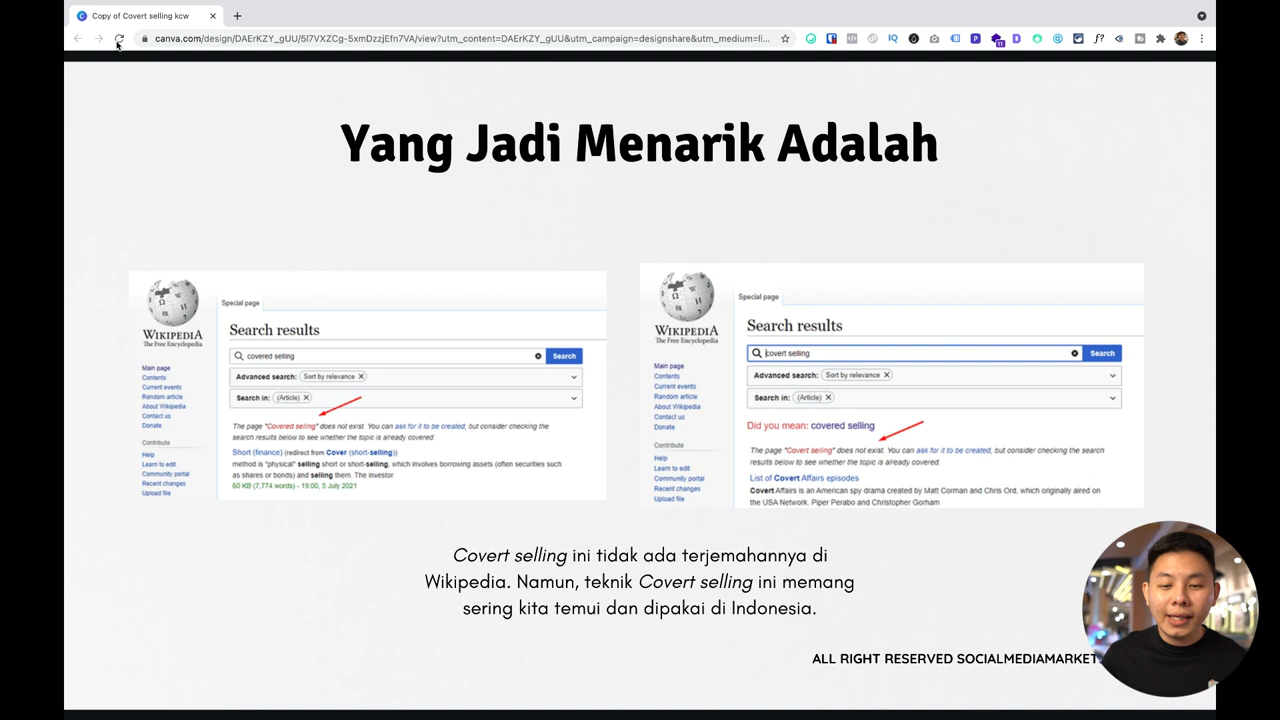 Copy of Covert selling kcw
canva.com/design/DAErKZY_gUU/5I7VXZCg-5xmDzzjEfn7VA/view?utm_content=DAErKZY_gUU&utm_campaign=designshare&utm_medium=li...
Yang Jadi Menarik Adalah
WIKIPEDIA
The Free Encyclopedia
Main page
Contents
Current events
Random article
About Wikipedia
Contact us
Donate
Contribute
Help
Learn to edit
Community portal
Recent changes
Upload file
Special page
Search results
covered selling
Search
Advanced search: Sort by relevance
Search in: (Article)
The page "Covered selling" does not exist. You can ask for it to be created, but consider checking the
search results below to see whether the topic is already covered.
Short (finance) (redirect from Cover (short-selling))
method is "physical" selling short or short-selling, which involves borrowing assets (often securities such
as shares or bonds) and selling them. The investor
60 KB (7,774 words) - 19:00, 5 July 2021
WIKIPEDIA
The Free Encyclopedia
Main page
Contents
Current events
Random article
About Wikipedia
Contact us
Donate
Contribute
Help
Learn to edit
Community portal
Recent changes
Upload file
Special page
Search results
covert selling
Search
Advanced search: Sort by relevance
Search in: (Article)
Did you mean: covered selling
The page "Covert selling" does not exist. You can ask for it to be created, but consider checking the search
results below to see whether the topic is already covered.
List of Covert Affairs episodes
Covert Affairs is an American spy drama created by Matt Corman and Chris Ord, which originally aired on
the USA Network. Piper Perabo and Christopher Gorham
Covert selling ini tidak ada terjemahannya di
Wikipedia. Namun, teknik Covert selling ini memang
sering kita temui dan dipakai di Indonesia.
ALL RIGHT RESERVED SOCIALMEDIAMARKET